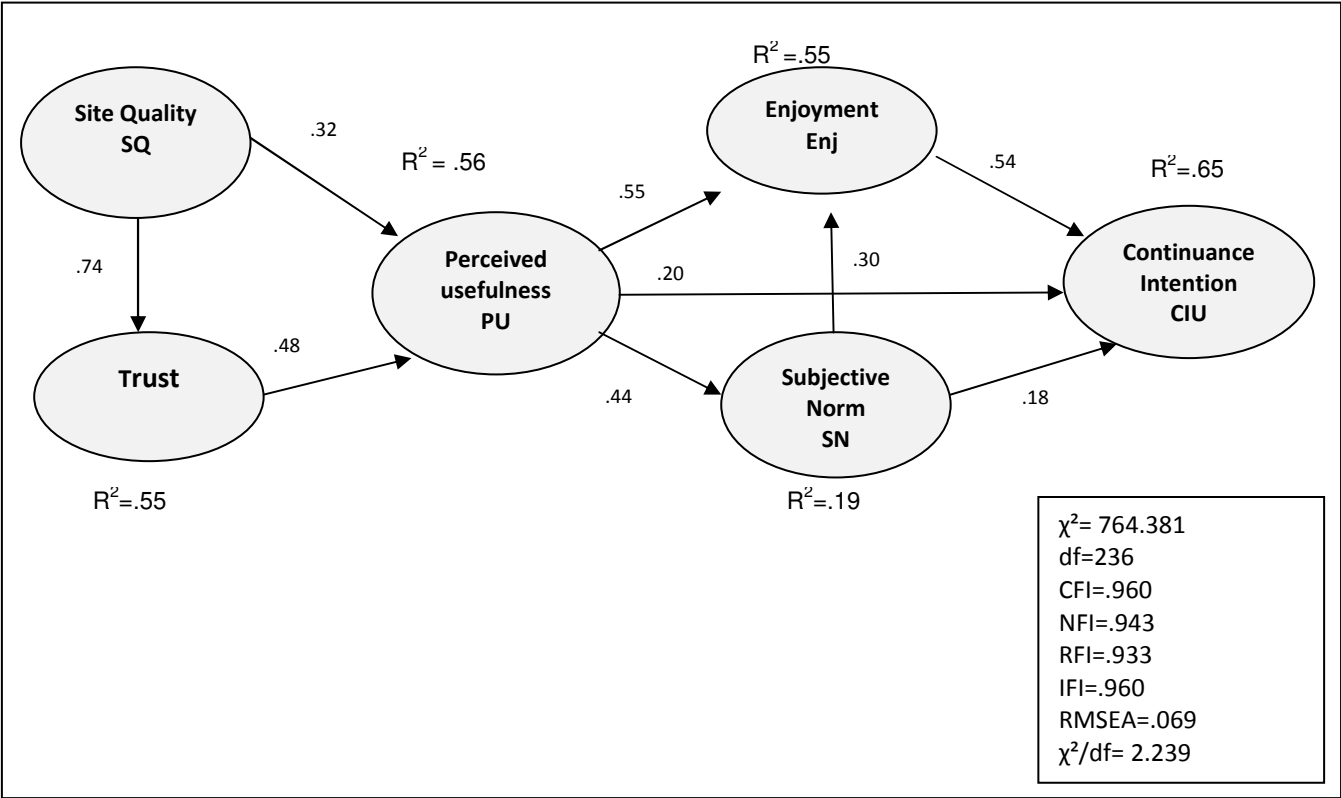 Site Quality
SQ
.32
.74
Trust
R²=.55
.48
R² = .56
Perceived
usefulness
PU
.55
.20
.44
R²=.55
Enjoyment
Enj
.30
Subjective
Norm
SN
R²=.19
.54
.18
R²=.65
Continuance
Intention
CIU
χ²= 764.381
df=236
CFI=.960
NFI=.943
RFI=.933
IFI=.960
RMSEA=.069
χ²/df= 2.239